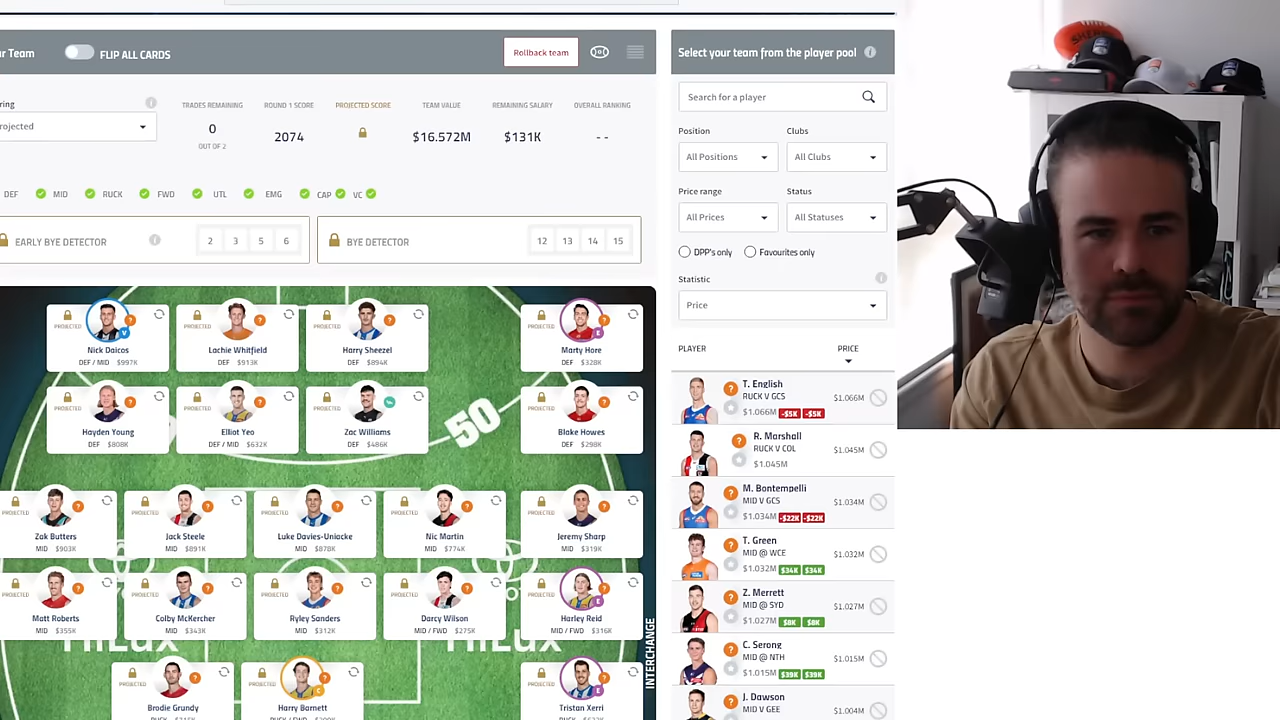 r Team
FLIP ALL CARDS
Rollback team
Select your team from the player pool
ring
rojected
TRADES REMAINING
0
OUT OF 2
ROUND 1 SCORE
2074
PROJECTED SCORE
TEAM VALUE
$16.572M
REMAINING SALARY
$131K
OVERALL RANKING
- -
DEF MID RUCK FWD UTL EMG CAP VC
EARLY BYE DETECTOR 2 3 5 6
BYE DETECTOR 12 13 14 15
Search for a player
Position
All Positions
Clubs
All Clubs
Price range
All Prices
Status
All Statuses
DPP's only
Favourites only
Statistic
Price
PLAYER PRICE
T. English
RUCK V GCS
$1.066M -$5K -$5K
$1.066M
R. Marshall
RUCK V COL
$1.045M
$1.045M
M. Bontempelli
MID V GCS
$1.034M -$22K -$22K
$1.034M
T. Green
MID @ WCE
$1.032M $34K $34K
$1.032M
Z. Merrett
MID @ SYD
$1.027M $8K $8K
$1.027M
C. Serong
MID @ NTH
$1.015M $39K $39K
$1.015M
J. Dawson
MID V GEE
$1.004M
PROJECTED
Nick Daicos
DEF / MID $997K
V
PROJECTED
Lachie Whitfield
DEF $913K
PROJECTED
Harry Sheezel
DEF $894K
PROJECTED
Marty Hore
DEF $328K
E
PROJECTED
Hayden Young
DEF $808K
PROJECTED
Elliot Yeo
DEF / MID $632K
PROJECTED
Zac Williams
DEF $486K
50
PROJECTED
Blake Howes
DEF $298K
PROJECTED
Zak Butters
MID $903K
PROJECTED
Jack Steele
MID $891K
PROJECTED
Luke Davies-Uniacke
MID $878K
PROJECTED
Nic Martin
MID $774K
PROJECTED
Jeremy Sharp
MID $319K
PROJECTED
Matt Roberts
MID $355K
PROJECTED
Colby McKercher
MID $343K
PROJECTED
Ryley Sanders
MID $312K
PROJECTED
Darcy Wilson
MID / FWD $275K
PROJECTED
Harley Reid
MID / FWD $316K
E
HiLux
HiLux
INTERCHANGE
PROJECTED
Brodie Grundy
PROJECTED
Harry Barnett
C
PROJECTED
Tristan Xerri
E